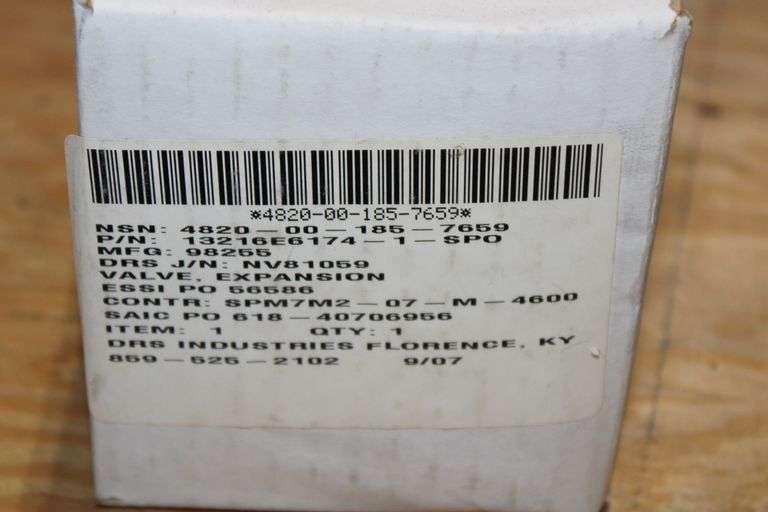 *4820-00-185-7659*
NSN: 4820-00-185-7659
P/N: 13216E6174-1-SPO
MFG: 98255
DRS J/N: NV81059
VALVE, EXPANSION
ESSI PO 56586
CONTR: SPM7M2-07-M-4600
SAIC PO 618-40706956
ITEM: 1 QTY: 1
DRS INDUSTRIES FLORENCE, KY
859-525-2102 9/07